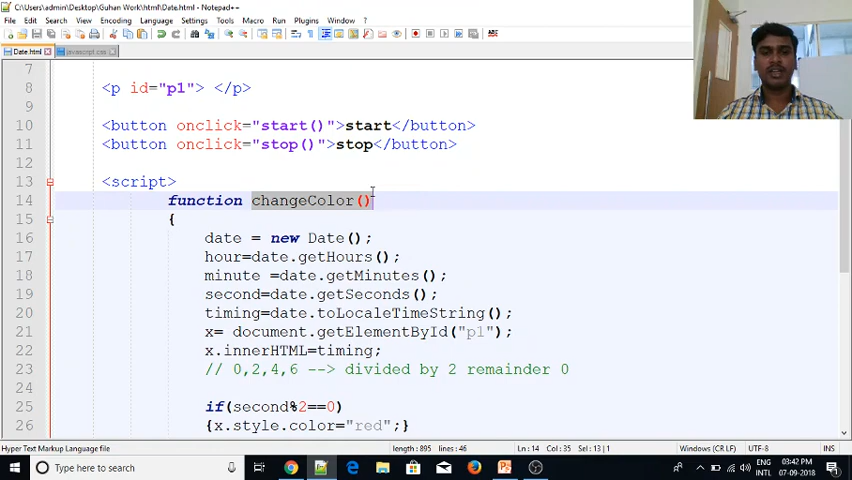 C:\Users\admin\Desktop\Guhan Work\html\Date.html - Notepad++
File Edit Search View Encoding Language Settings Tools Macro Run Plugins Window ?
Date.html javascript.css
7
8 <p id="p1"> </p>
9
10 <button onclick="start()">start</button>
11 <button onclick="stop()">stop</button>
12
13 <script>
14 function changeColor()
15 {
16 date = new Date();
17 hour=date.getHours();
18 minute =date.getMinutes();
19 second=date.getSeconds();
20 timing=date.toLocaleTimeString();
21 x= document.getElementById("p1");
22 x.innerHTML=timing;
23 // 0,2,4,6 --> divided by 2 remainder 0
24
25 if(second%2==0)
26 {x.style.color="red";}
Hyper Text Markup Language file length : 895 lines : 46 Ln : 14 Col : 35 Sel : 13 | 1 Windows (CR LF) UTF-8 INS
Type here to search
ENG 03:42 PM
INTL 07-09-2018